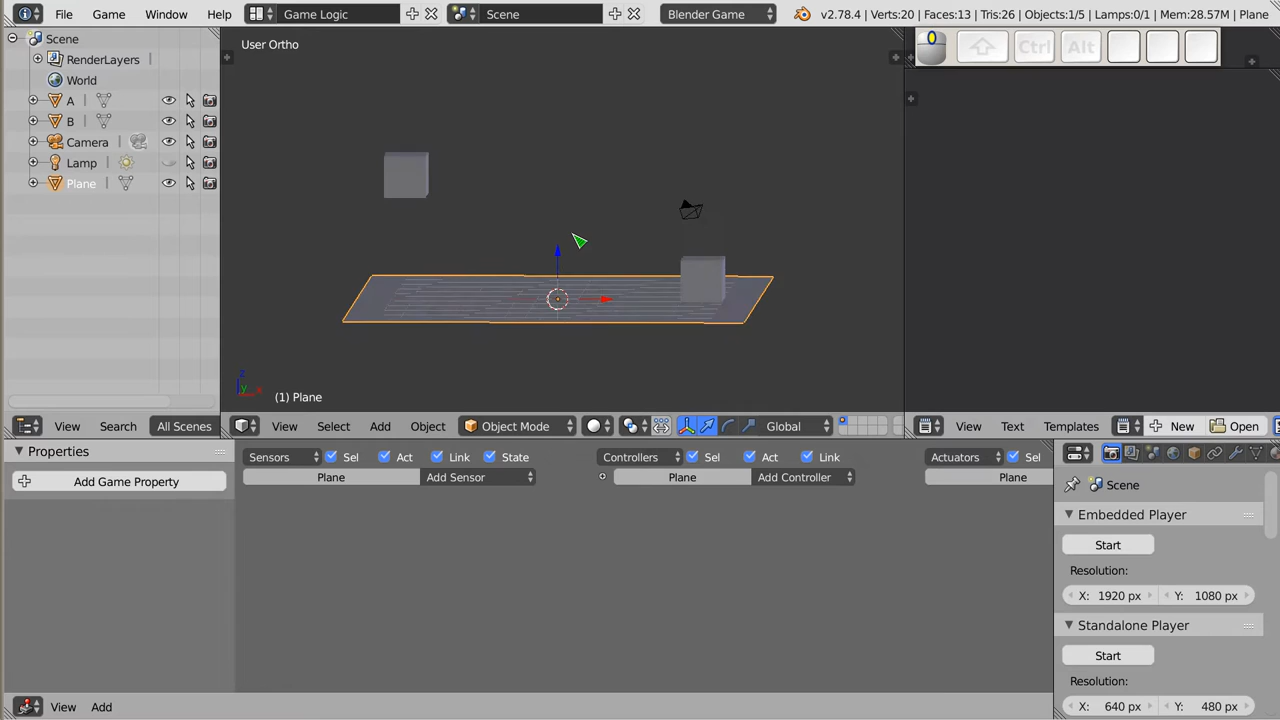 File Game Window Help Game Logic Scene Blender Game v2.78.4 | Verts:20 | Faces:13 | Tris:26 | Objects:1/5 | Lamps:0/1 | Mem:28.57M | Plane
Scene
RenderLayers
World
A
B
Camera
Lamp
Plane
User Ortho
z
y x
(1) Plane
Ctrl Alt
View Search All Scenes
View Select Add Object Object Mode Global
View Text Templates New Open
Properties
Add Game Property
Sensors Sel Act Link State Controllers Sel Act Link Actuators Sel
Plane Add Sensor Plane Add Controller Plane
Scene
Embedded Player
Start
Resolution:
X: 1920 px Y: 1080 px
Standalone Player
Start
Resolution:
X: 640 px Y: 480 px
View Add